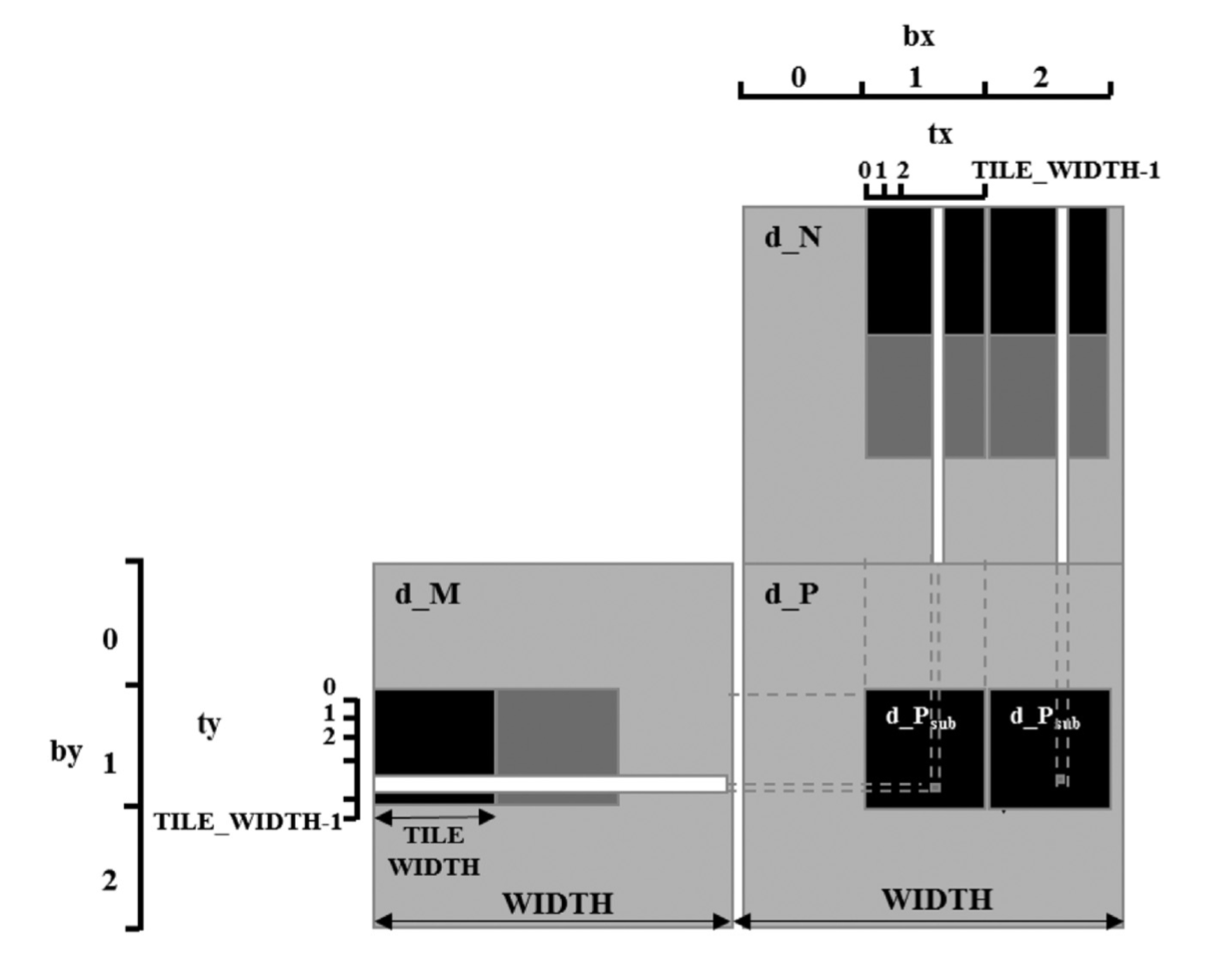 bx
0 1 2
tx
0 1 2 TILE_WIDTH-1
d_N
d_M
d_P
0
0
1
2
ty
d_Psub
d_Psub
by
1
TILE_WIDTH-1
TILE
WIDTH
2
WIDTH
WIDTH